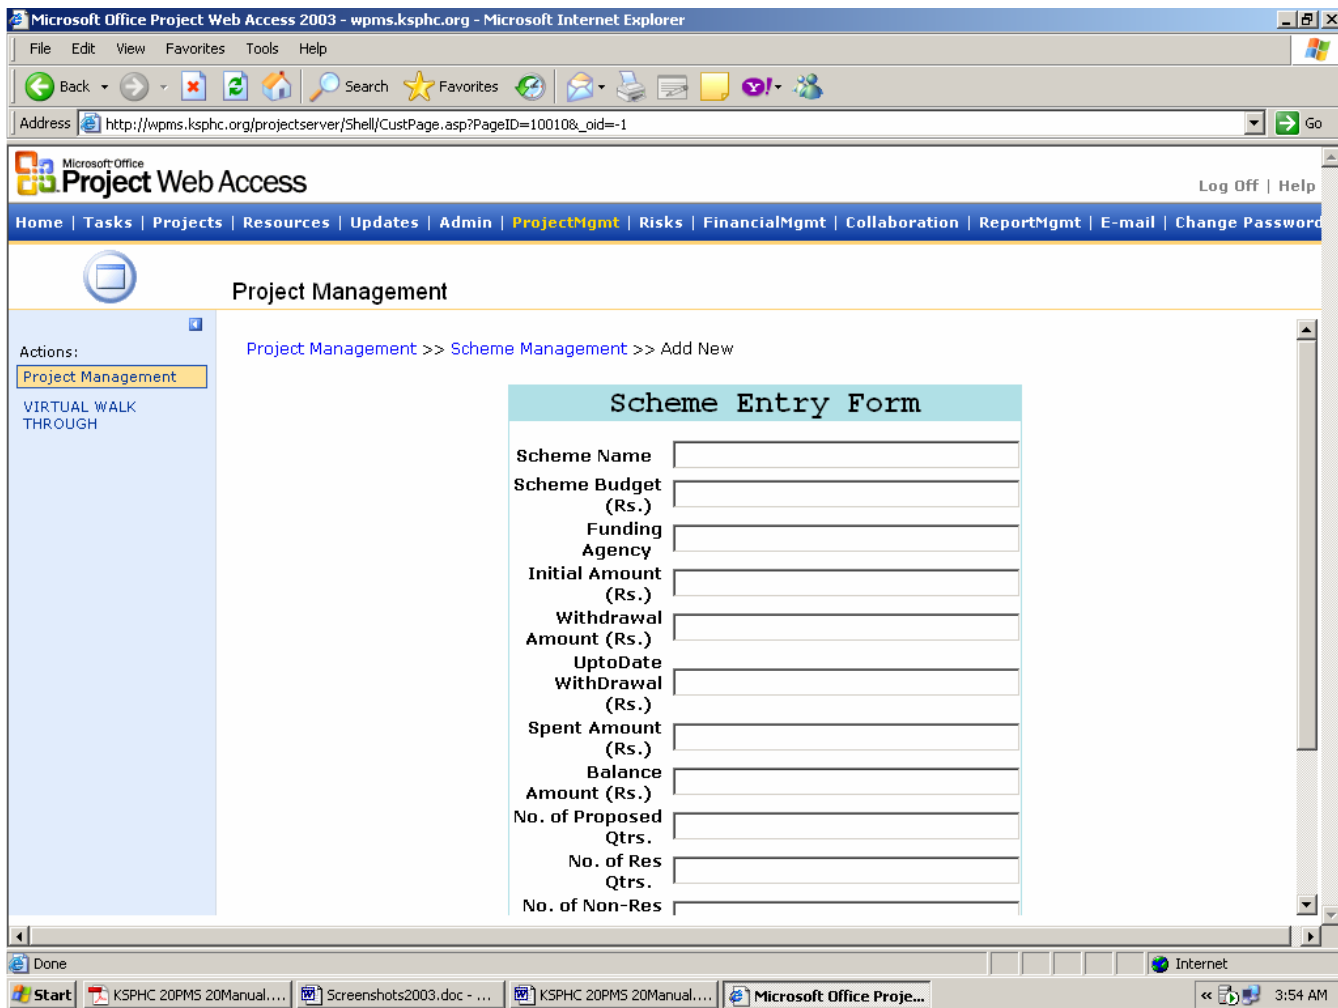 Microsoft Office Project Web Access 2003 - wpms.ksphc.org - Microsoft Internet Explorer
File Edit View Favorites Tools Help
Back Search Favorites
Address http://wpms.ksphc.org/projectserver/Shell/CustPage.asp?PageID=10010&_oid=-1 Go
Microsoft Office
Project Web Access
Log Off | Help
Home | Tasks | Projects | Resources | Updates | Admin | ProjectMgmt | Risks | FinancialMgmt | Collaboration | ReportMgmt | E-mail | Change Password
Project Management
Actions:
Project Management
VIRTUAL WALK
THROUGH
Project Management >> Scheme Management >> Add New
Scheme Entry Form
Scheme Name
Scheme Budget
(Rs.)
Funding
Agency
Initial Amount
(Rs.)
Withdrawal
Amount (Rs.)
UptoDate
WithDrawal
(Rs.)
Spent Amount
(Rs.)
Balance
Amount (Rs.)
No. of Proposed
Qtrs.
No. of Res
Qtrs.
No. of Non-Res
Done Internet
Start KSPHC 20PMS 20Manual.... Screenshots2003.doc - ... KSPHC 20PMS 20Manual.... Microsoft Office Proje... « 3:54 AM